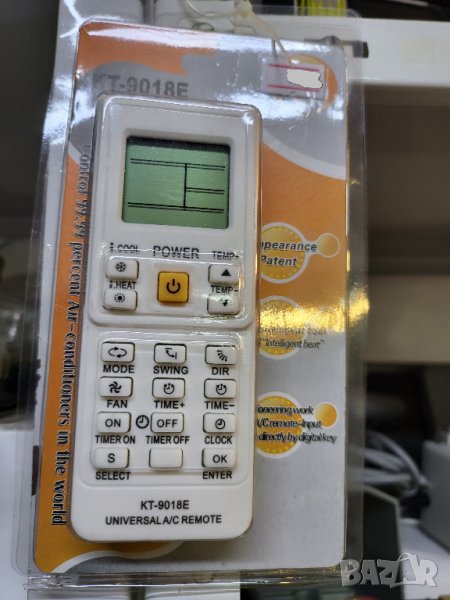 KT-9018E
Control 99.99 percent Air-conditioners in the world
COOL POWER TEMP+
HEAT TEMP-
MODE SWING DIR
FAN TIME+ TIME-
ON OFF
TIMER ON TIMER OFF CLOCK
S OK
SELECT ENTER
KT-9018E
UNIVERSAL A/C REMOTE
Patent
"Intelligent heat"
work
A/C remote-input
directly by digital key
BAZAR